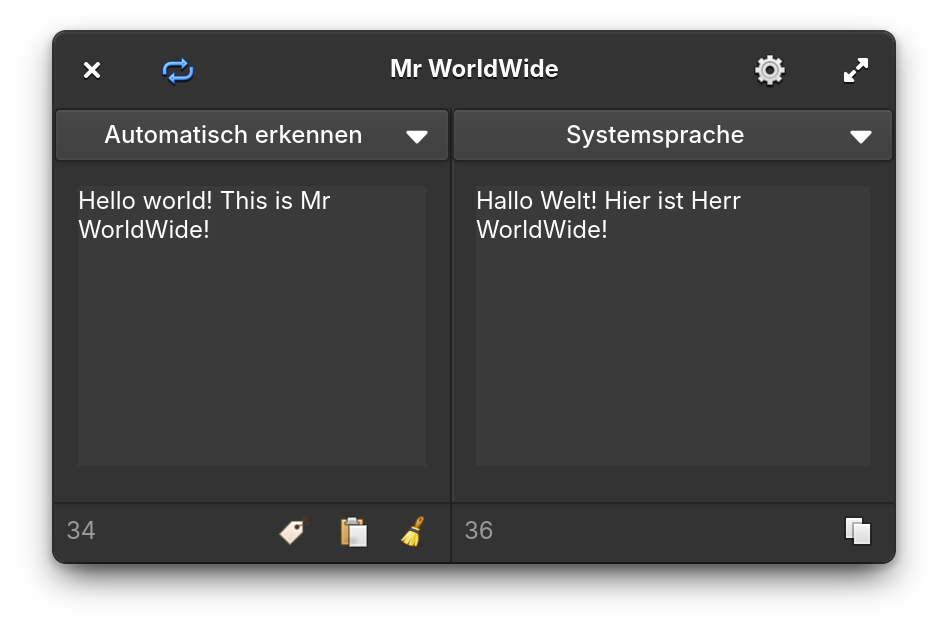 Mr WorldWide
Automatisch erkennen
Systemsprache
Hello world! This is Mr
WorldWide!
Hallo Welt! Hier ist Herr
WorldWide!
34
36